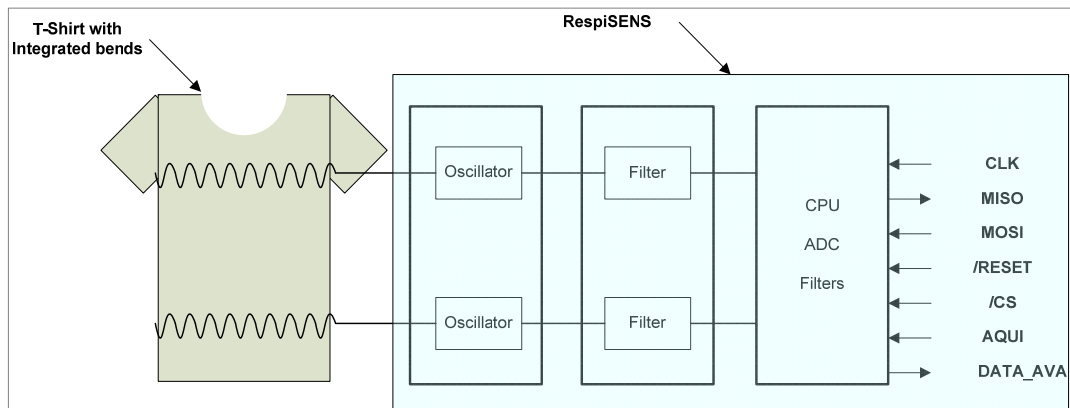 T-Shirt with
Integrated bends
RespiSENS
Oscillator
Filter
Oscillator
Filter
CPU
ADC
Filters
CLK
MISO
MOSI
/RESET
/CS
AQUI
DATA_AVA